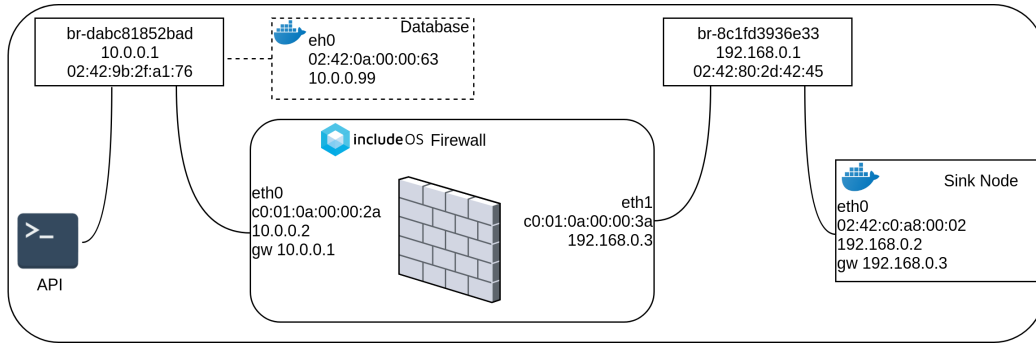 br-dabc81852bad
10.0.0.1
02:42:9b:2f:a1:76
Database
eh0
02:42:0a:00:00:63
10.0.0.99
br-8c1fd3936e33
192.168.0.1
02:42:80:2d:42:45
includeOS Firewall
eth0
c0:01:0a:00:00:2a
10.0.0.2
gw 10.0.0.1
eth1
c0:01:0a:00:00:3a
192.168.0.3
Sink Node
eth0
02:42:c0:a8:00:02
192.168.0.2
gw 192.168.0.3
>_
API